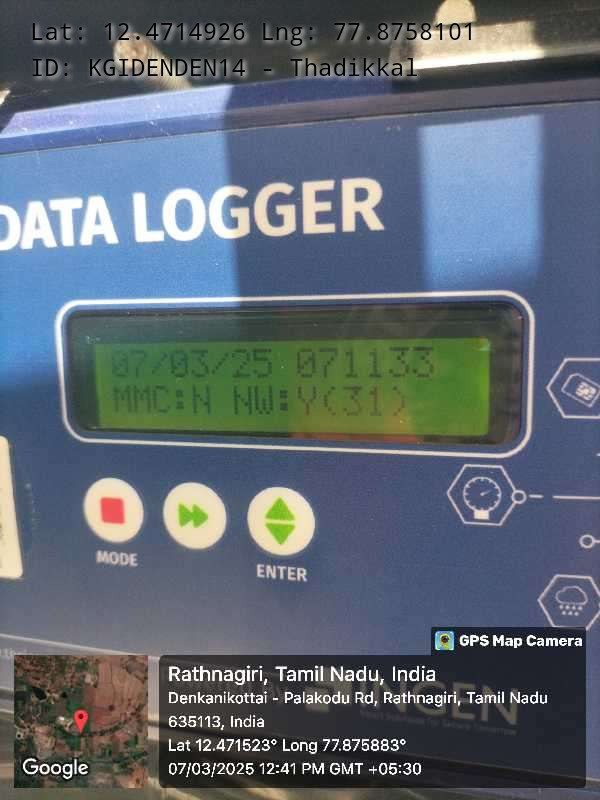 Lat: 12.4714926 Lng: 77.8758101
ID: KGIDENDEN14 - Thadikkal
DATA LOGGER
07/03/25 071133
MMC:N NW:Y(31)
MODE
ENTER
GPS Map Camera
Rathnagiri, Tamil Nadu, India
Denkanikottai - Palakodu Rd, Rathnagiri, Tamil Nadu
635113, India
Lat 12.471523° Long 77.875883°
07/03/2025 12:41 PM GMT +05:30
Google